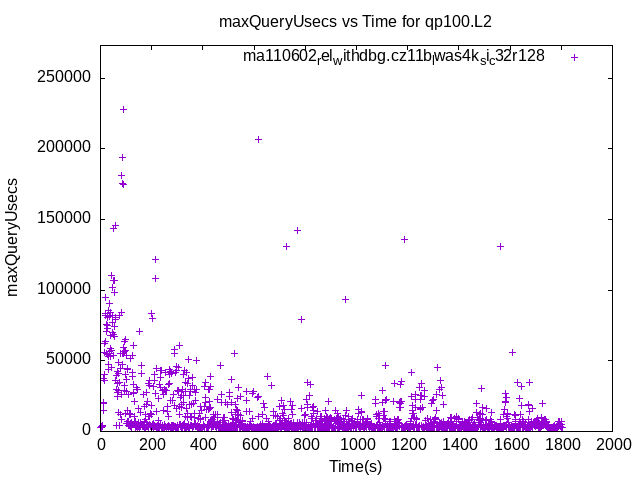 maxQueryUsecs vs Time for qp100.L2
ma110602_rel_withdbg.cz11b_bwas4k_slc32r128
250000
200000
150000
100000
50000
0
maxQueryUsecs
0 200 400 600 800 1000 1200 1400 1600 1800 2000
Time(s)